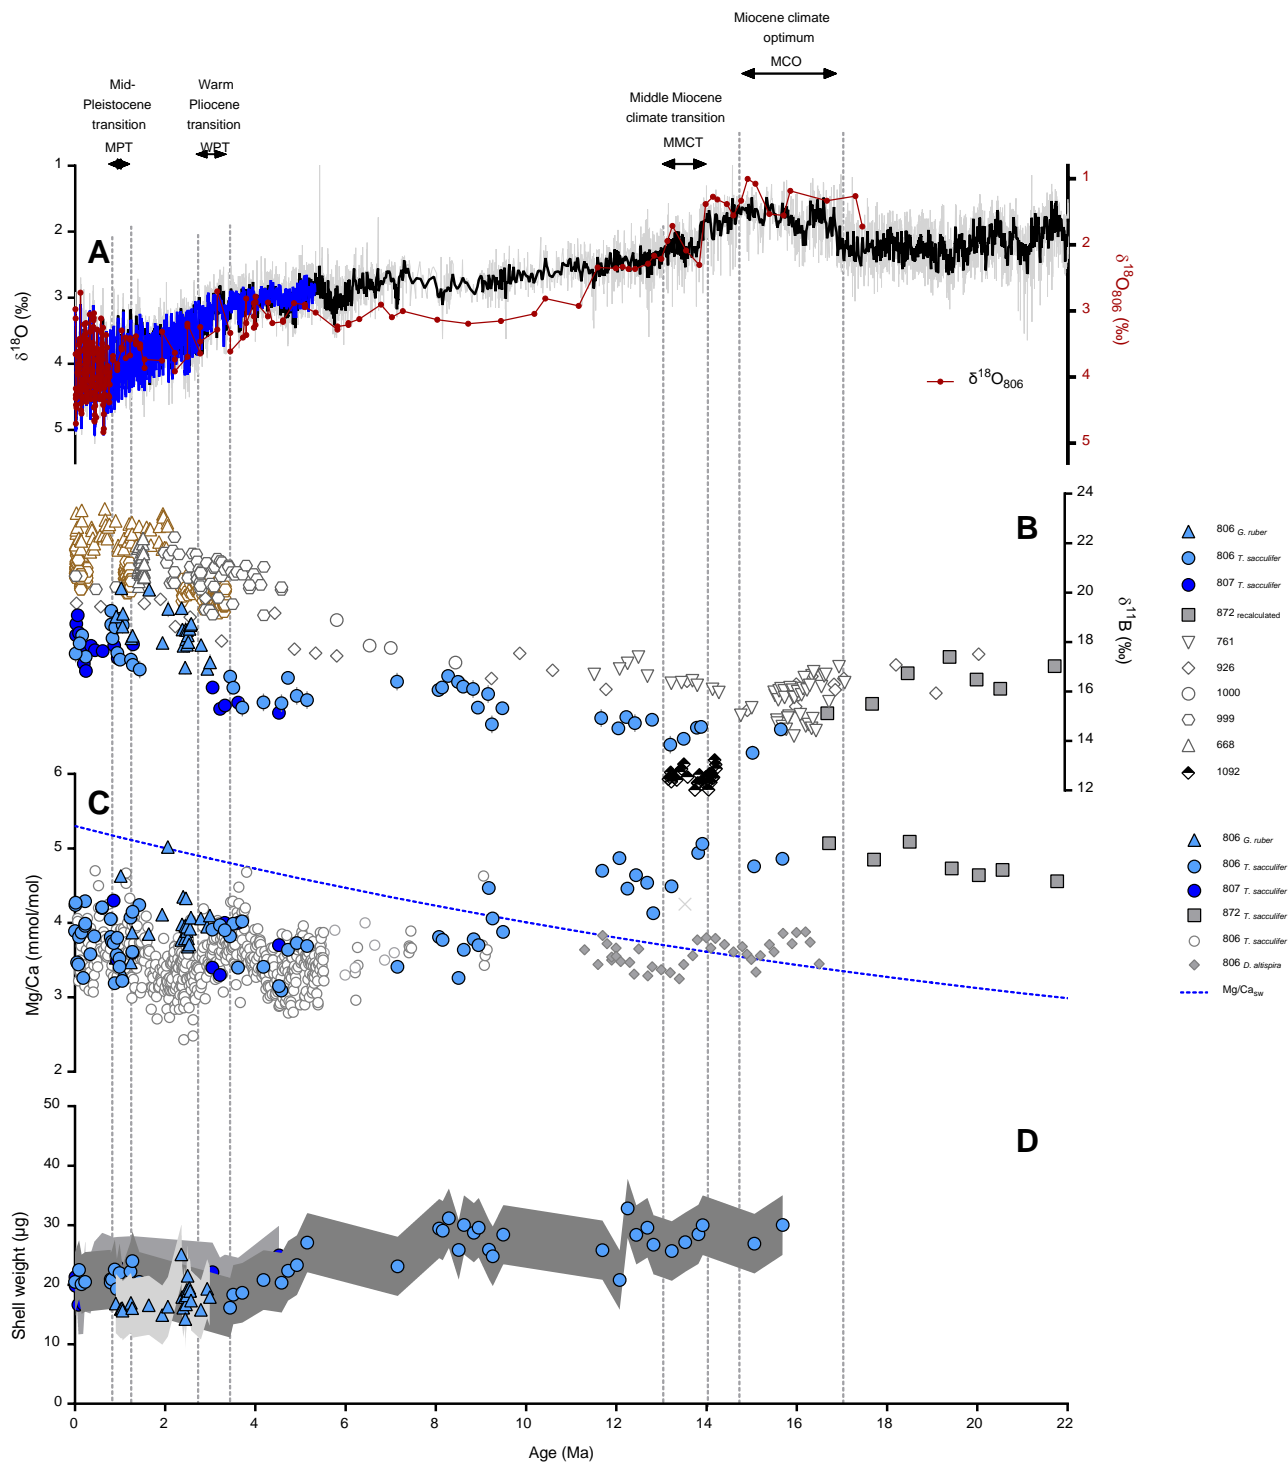 Miocene climate
optimum
MCO
Mid-
Pleistocene
transition
MPT
Warm
Pliocene
transition
WPT
Middle Miocene
climate transition
MMCT
A
δ18O (‰)
1
2
3
4
5
1
2
3
4
5
δ18O806 (‰)
δ18O806
B
24
22
20
18
16
14
12
δ11B (‰)
806 G. ruber
806 T. sacculifer
807 T. sacculifer
872 recalculated
761
926
1000
999
668
1092
C
Mg/Ca (mmol/mol)
6
5
4
3
2
806 G. ruber
806 T. sacculifer
807 T. sacculifer
872 T. sacculifer
806 T. sacculifer
806 D. altispira
Mg/Casw
D
Shell weight (µg)
50
40
30
20
10
0
0 2 4 6 8 10 12 14 16 18 20 22
Age (Ma)